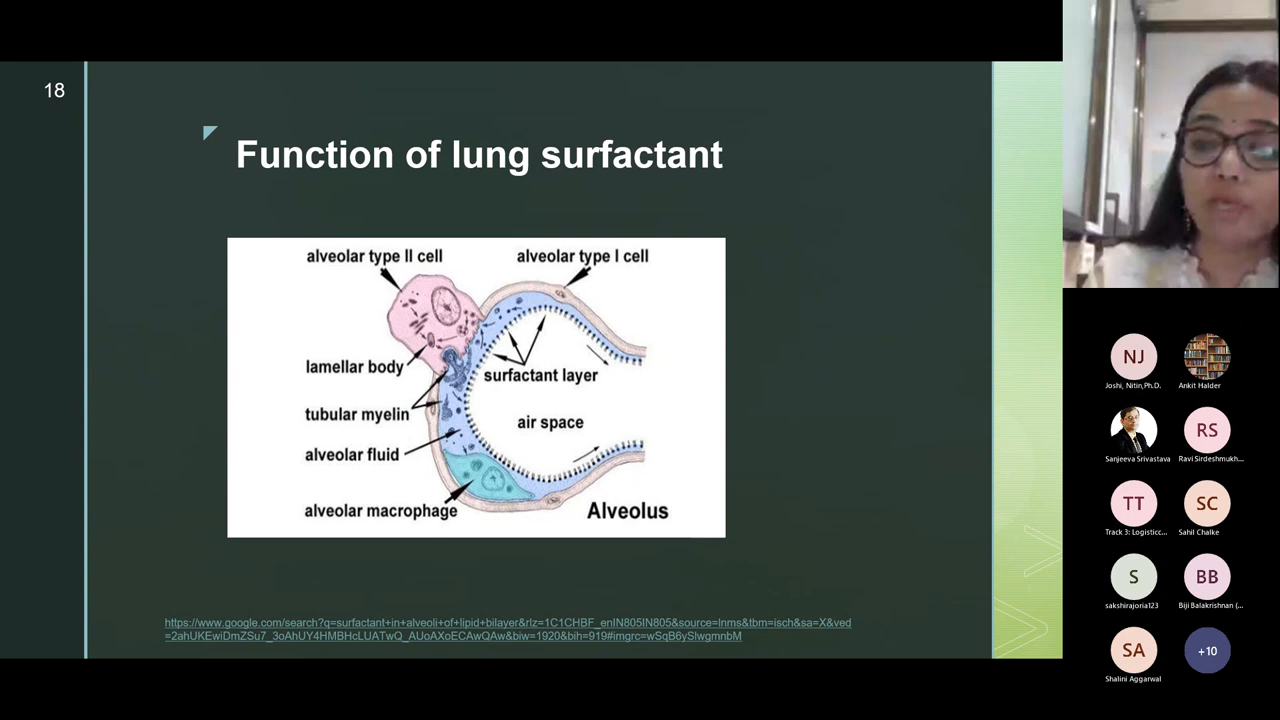 18
Function of lung surfactant
alveolar type II cell
alveolar type I cell
lamellar body
surfactant layer
tubular myelin
air space
alveolar fluid
alveolar macrophage
Alveolus
https://www.google.com/search?q=surfactant+in+alveoli+of+lipid+bilayer&rlz=1C1CHBF_enIN805IN805&source=lnms&tbm=isch&sa=X&ved
=2ahUKEwiDmZSu7_3oAhUY4HMBHcLUATwQ_AUoAXoECAwQAw&biw=1920&bih=919#imgrc=wSqB6ySlwgmnbM
NJ
Joshi, Nitin,Ph.D.
Ankit Halder
Sanjeeva Srivastava
RS
Ravi Sirdeshmukh...
TT
Track 3: Logisticc...
SC
Sahil Chalke
S
sakshirajoria123
BB
Biji Balakrishnan (...
SA
Shalini Aggarwal
+10